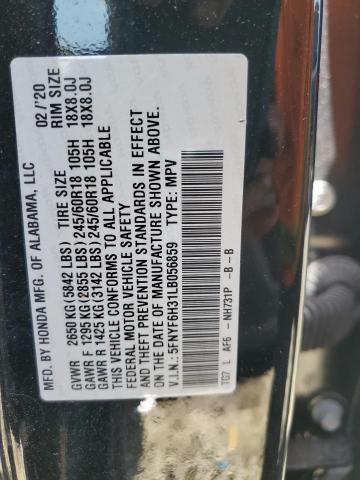 MFD. BY HONDA MFG. OF ALABAMA, LLC 02/'20
GVWR 2650 KG(5842 LBS) TIRE SIZE RIM SIZE
GAWR F 1295 KG(2855 LBS) 245/60R18 105H 18X8.0J
GAWR R 1425 KG(3142 LBS) 245/60R18 105H 18X8.0J
THIS VEHICLE CONFORMS TO ALL APPLICABLE
FEDERAL MOTOR VEHICLE SAFETY
AND THEFT PREVENTION STANDARDS IN EFFECT
ON THE DATE OF MANUFACTURE SHOWN ABOVE.
V.I.N.: 5FNYF6H31LB056859 TYPE: MPV
TG7 L AF6 -NH731P -B -B